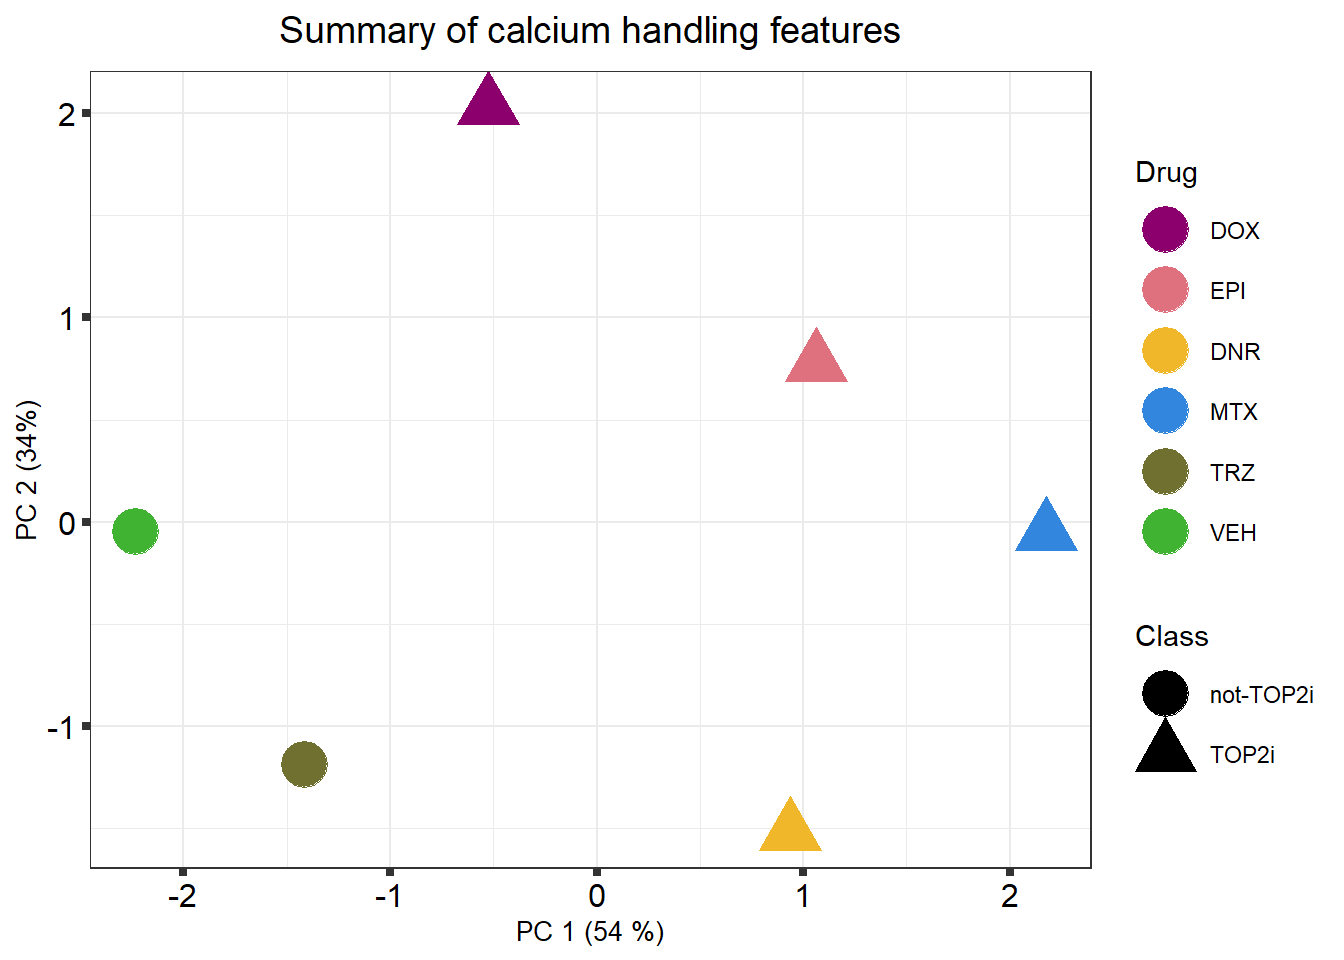 Summary of calcium handling features
2
1
0
-1
-2
-1
0
1
2
PC 1 (54 %)
PC 2 (34%)
Drug
DOX
EPI
DNR
MTX
TRZ
VEH
Class
not-TOP2i
TOP2i